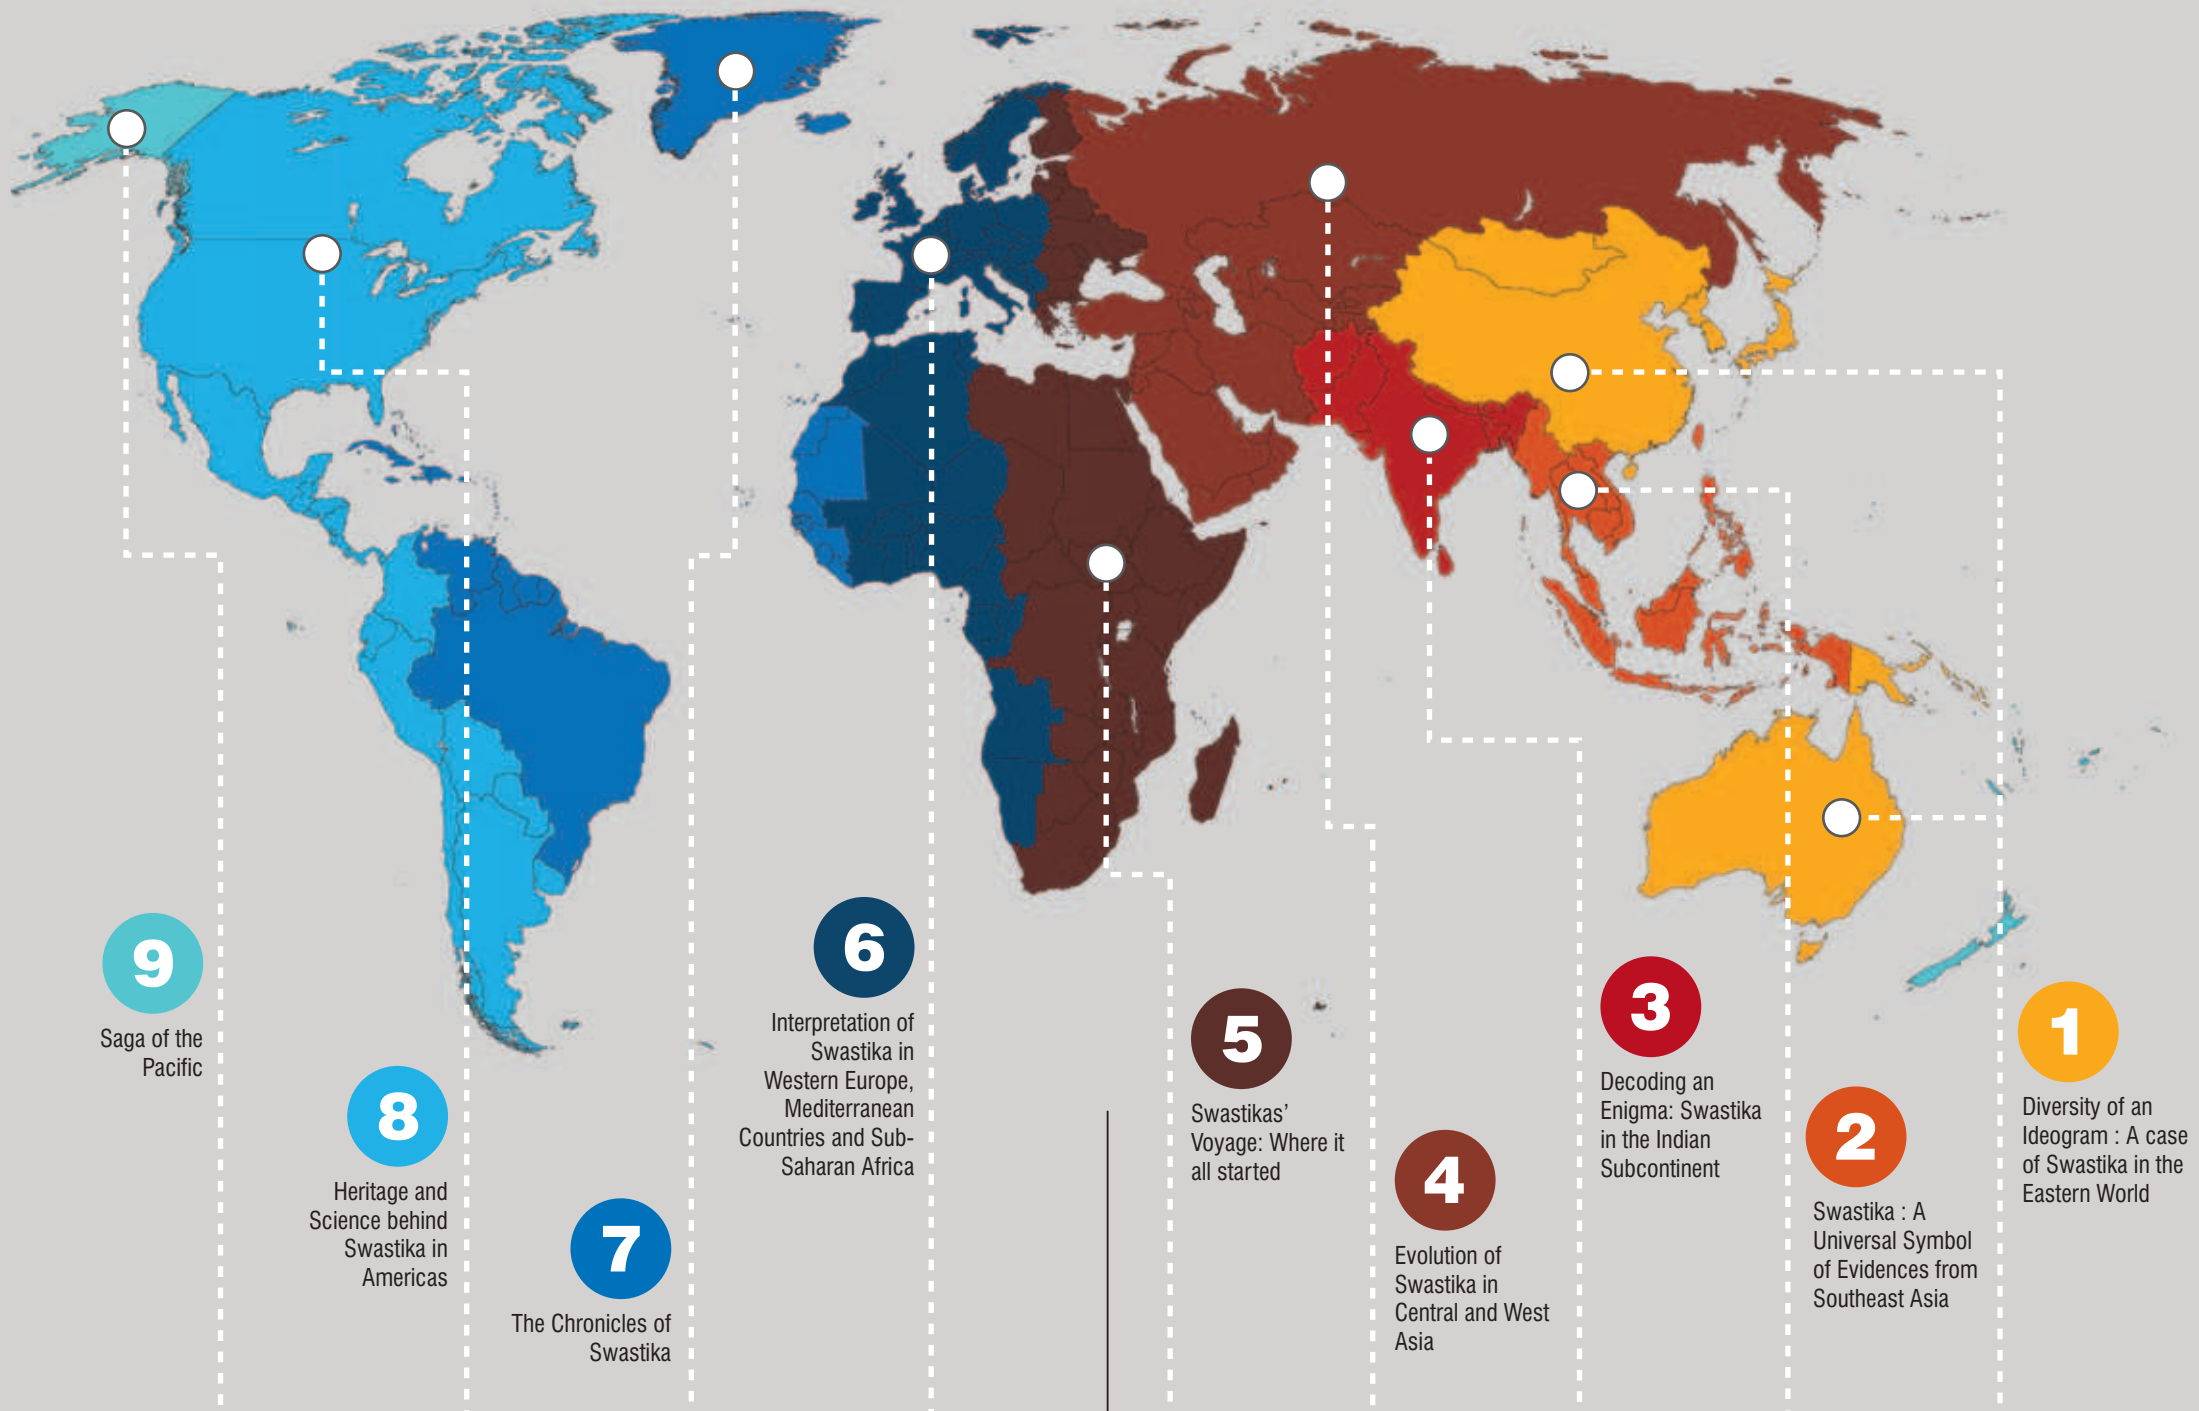 9
Saga of the
Pacific
8
Heritage and
Science behind
Swastika in
Americas
7
The Chronicles of
Swastika
6
Interpretation of
Swastika in
Western Europe,
Mediterranean
Countries and Sub-
Saharan Africa
5
Swastikas’
Voyage: Where it
all started
4
Evolution of
Swastika in
Central and West
Asia
3
Decoding an
Enigma: Swastika
in the Indian
Subcontinent
2
Swastika : A
Universal Symbol
of Evidences from
Southeast Asia
1
Diversity of an
Ideogram : A case
of Swastika in the
Eastern World